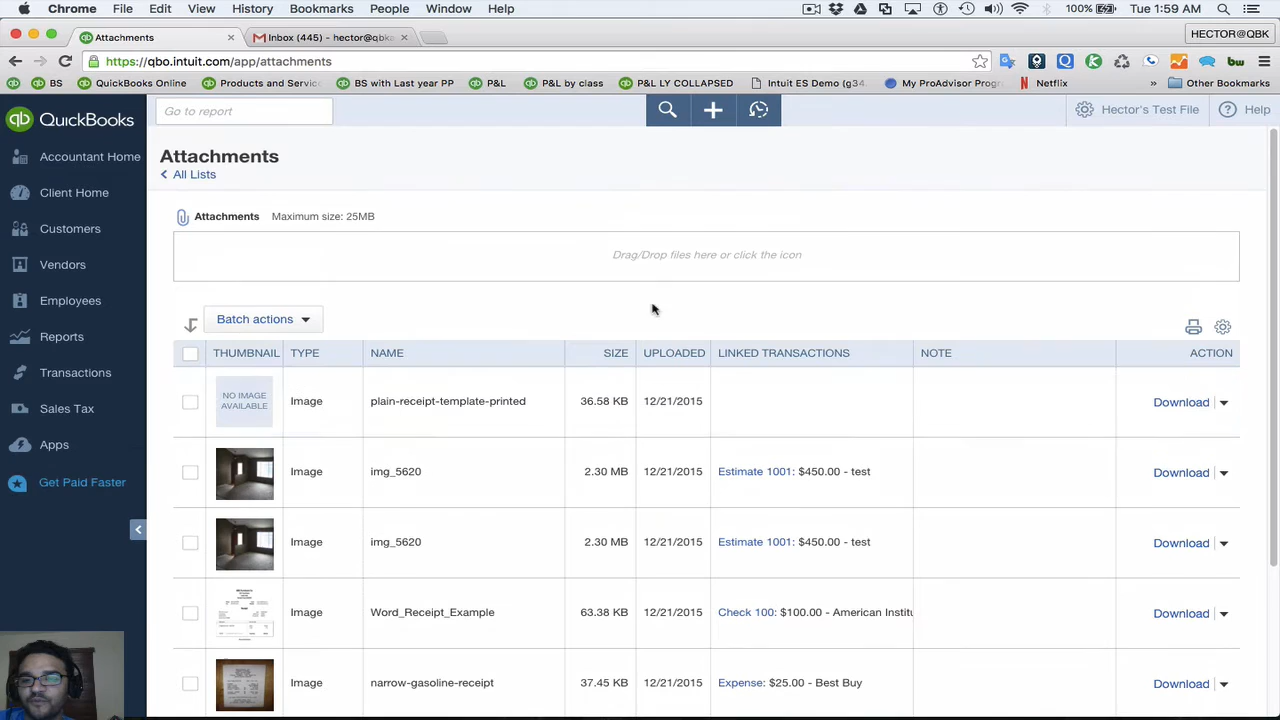 Chrome File Edit View History Bookmarks People Window Help 100% Tue 1:59 AM
Attachments Inbox (445) - hector@qbka HECTOR@QBK
https://qbo.intuit.com/app/attachments
BS QuickBooks Online Products and Servic BS with Last year PP P&L P&L by class P&L LY COLLAPSED Intuit ES Demo (g34 My ProAdvisor Progr Netflix » Other Bookmarks
QuickBooks Go to report Hector's Test File Help
Accountant Home
Client Home
Customers
Vendors
Employees
Reports
Transactions
Sales Tax
Apps
Get Paid Faster
Attachments
All Lists
Attachments Maximum size: 25MB
Drag/Drop files here or click the icon
Batch actions
THUMBNAIL TYPE NAME SIZE UPLOADED LINKED TRANSACTIONS NOTE ACTION
NO IMAGE
AVAILABLE
Image plain-receipt-template-printed 36.58 KB 12/21/2015 Download
Image img_5620 2.30 MB 12/21/2015 Estimate 1001: $450.00 - test Download
Image img_5620 2.30 MB 12/21/2015 Estimate 1001: $450.00 - test Download
Image Word_Receipt_Example 63.38 KB 12/21/2015 Check 100: $100.00 - American Instit Download
Image narrow-gasoline-receipt 37.45 KB 12/21/2015 Expense: $25.00 - Best Buy Download